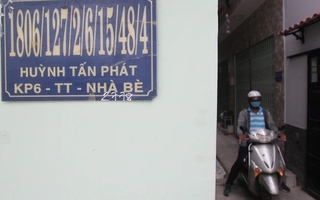 1806/127/2/6/15/48/4
HUỲNH TẤN PHÁT
KP6 - TT - NHÀ BÈ